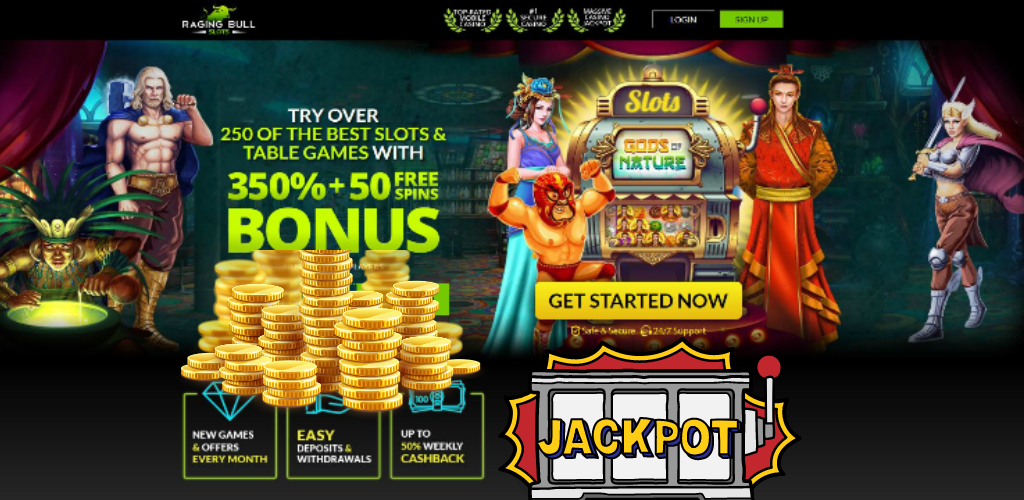 RAGING BULL
SLOTS
TOP-RATED
MOBILE
CASINO
#1
SECURE
CASINO
MASSIVE
CASINO
JACKPOT
LOGIN
SIGN UP
TRY OVER
250 OF THE BEST SLOTS &
TABLE GAMES WITH
350%+50 FREE
SPINS
BONUS
Slots
GODS OF
NATURE
GET STARTED NOW
Safe & Secure 24/7 Support
NEW GAMES
& OFFERS
EVERY MONTH
EASY
DEPOSITS &
WITHDRAWALS
100
UP TO
50% WEEKLY
CASHBACK
JACKPOT